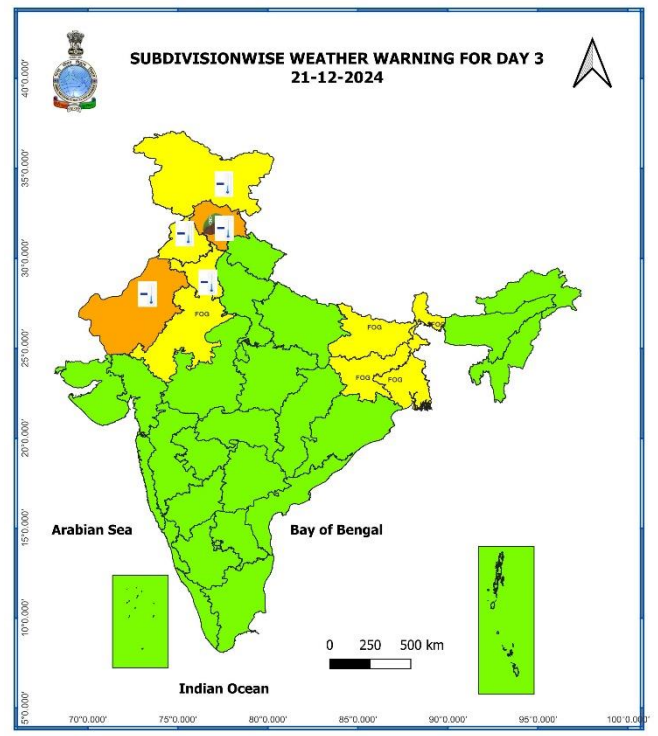 SUBDIVISIONWISE WEATHER WARNING FOR DAY 3
21-12-2024
40°0.000'
35°0.000'
30°0.000'
25°0.000'
20°0.000'
15°0.000'
10°0.000'
5°0.000'
FOG
FOG
FOG
FOG
Arabian Sea
Bay of Bengal
0 250 500 km
Indian Ocean
70°0.000' 75°0.000' 80°0.000' 85°0.000' 90°0.000' 95°0.000' 100°0.000'